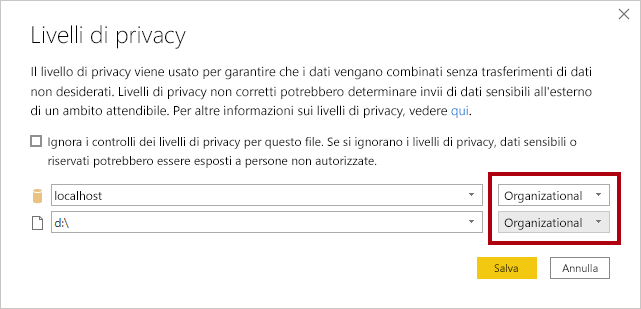 Livelli di privacy
Il livello di privacy viene usato per garantire che i dati vengano combinati senza trasferimenti di dati
non desiderati. Livelli di privacy non corretti potrebbero determinare invii di dati sensibili all'esterno
di un ambito attendibile. Per altre informazioni sui livelli di privacy, vedere qui.
Ignora i controlli dei livelli di privacy per questo file. Se si ignorano i livelli di privacy, dati sensibili o
riservati potrebbero essere esposti a persone non autorizzate.
localhost Organizational
d:\ Organizational
Salva Annulla